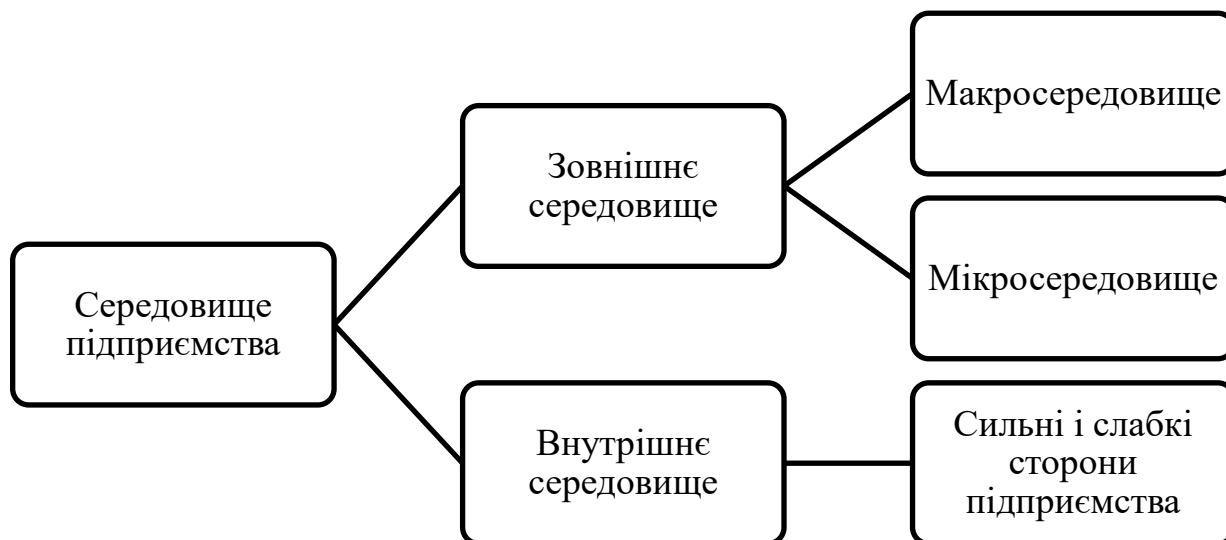 Середовище
підприємства
Зовнішнє
середовище
Макросередовище
Мікросередовище
Внутрішнє
середовище
Сильні і слабкі
сторони
підприємства